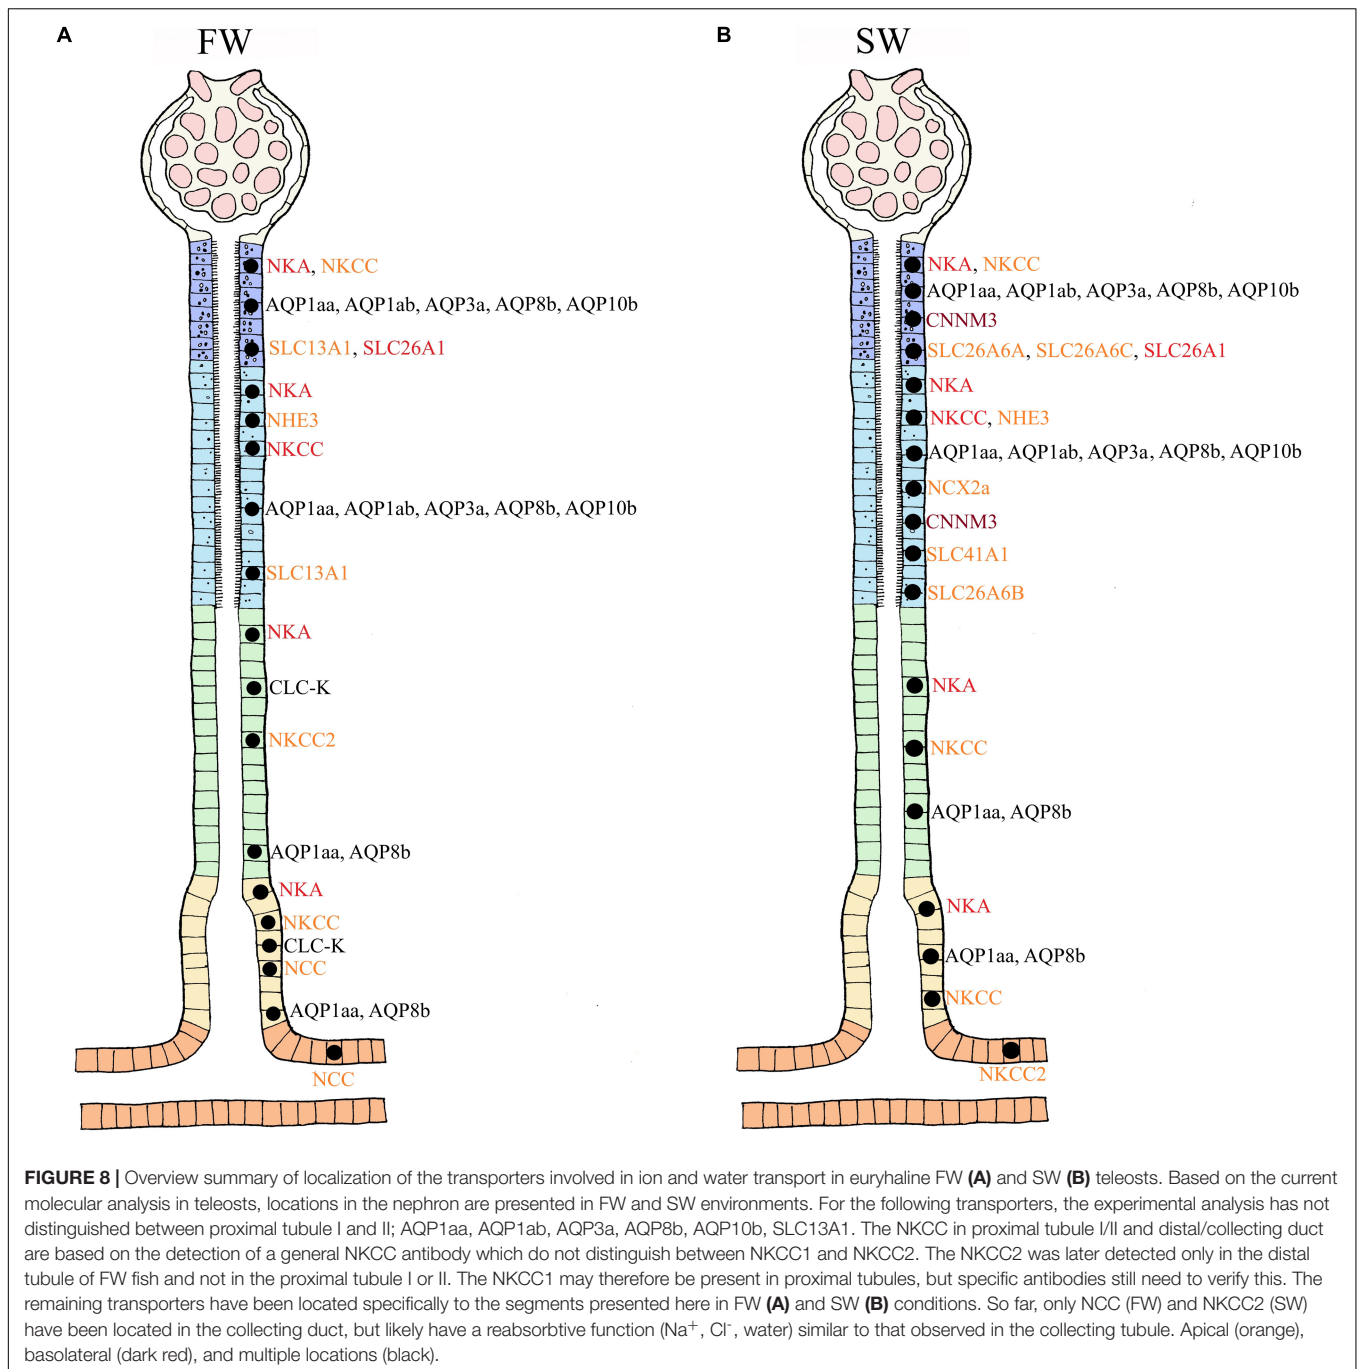 A
FW
NKA, NKCC
AQP1aa, AQP1ab, AQP3a, AQP8b, AQP10b
SLC13A1, SLC26A1
NKA
NHE3
NKCC
AQP1aa, AQP1ab, AQP3a, AQP8b, AQP10b
SLC13A1
NKA
CLC-K
NKCC2
AQP1aa, AQP8b
NKA
NKCC
CLC-K
NCC
AQP1aa, AQP8b
NCC
B
SW
NKA, NKCC
AQP1aa, AQP1ab, AQP3a, AQP8b, AQP10b
CNNM3
SLC26A6A, SLC26A6C, SLC26A1
NKA
NKCC, NHE3
AQP1aa, AQP1ab, AQP3a, AQP8b, AQP10b
NCX2a
CNNM3
SLC41A1
SLC26A6B
NKA
NKCC
AQP1aa, AQP8b
NKA
AQP1aa, AQP8b
NKCC
NKCC2
FIGURE 8 | Overview summary of localization of the transporters involved in ion and water transport in euryhaline FW (A) and SW (B) teleosts. Based on the current
molecular analysis in teleosts, locations in the nephron are presented in FW and SW environments. For the following transporters, the experimental analysis has not
distinguished between proximal tubule I and II; AQP1aa, AQP1ab, AQP3a, AQP8b, AQP10b, SLC13A1. The NKCC in proximal tubule I/II and distal/collecting duct
are based on the detection of a general NKCC antibody which do not distinguish between NKCC1 and NKCC2. The NKCC2 was later detected only in the distal
tubule of FW fish and not in the proximal tubule I or II. The NKCC1 may therefore be present in proximal tubules, but specific antibodies still need to verify this. The
remaining transporters have been located specifically to the segments presented here in FW (A) and SW (B) conditions. So far, only NCC (FW) and NKCC2 (SW)
have been located in the collecting duct, but likely have a reabsorbtive function (Na⁺, Cl⁻, water) similar to that observed in the collecting tubule. Apical (orange),
basolateral (dark red), and multiple locations (black).